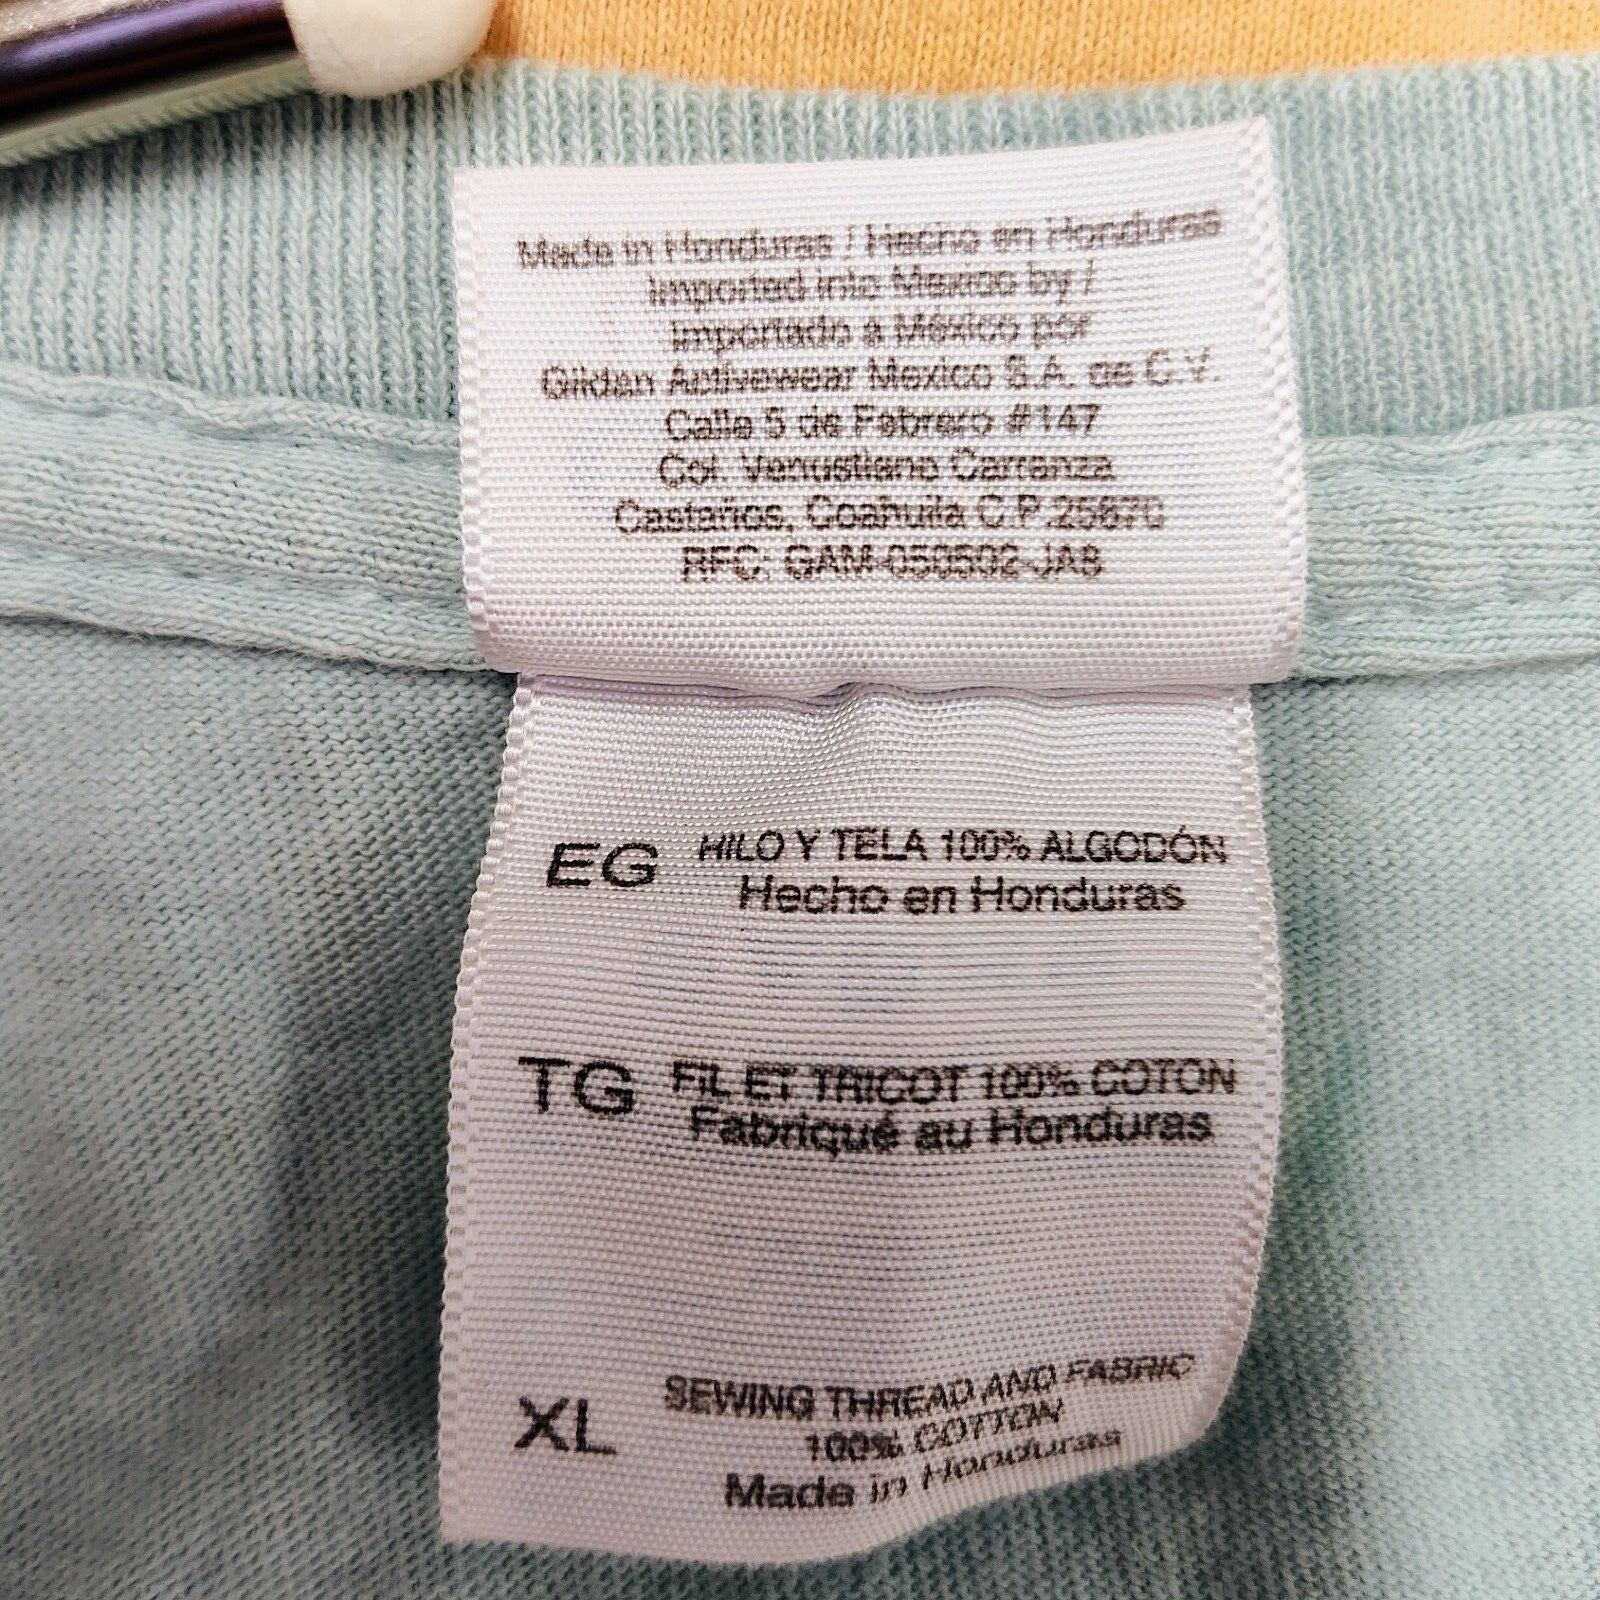 Made in Honduras / Hecho en Honduras
Imported into Mexico by /
Importado a México por
Gildan Activewear Mexico S.A. de C.V.
Calle 5 de Febrero #147
Col. Venustiano Carranza
Castaños, Coahuila C.P.25870
RFC: GAM-050502-JA8
EG HILO Y TELA 100% ALGODÓN
Hecho en Honduras
TG FIL ET TRICOT 100% COTON
Fabriqué au Honduras
XL SEWING THREAD AND FABRIC
100% COTTON
Made in Honduras